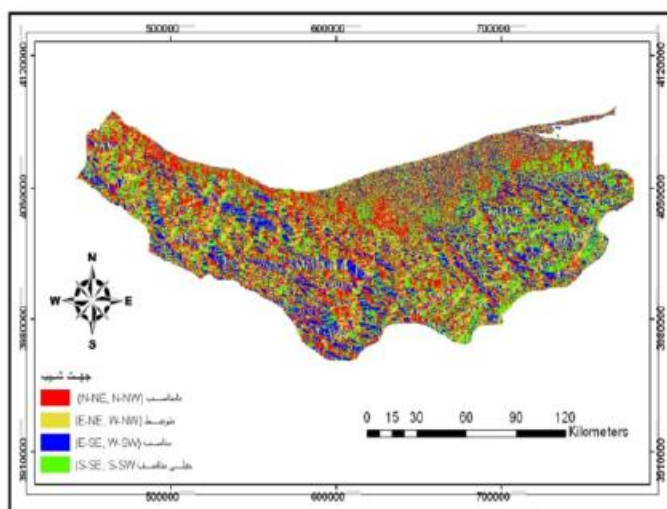 500000 600000 700000
4120000 4120000
4050000 4050000
N
W E
S
3980000 3980000
جهت شیب
نامناسب (N-NE, N-NW)
متوسط (E-NE, W-NW)
مناسب (E-SE, W-SW)
خیلی مناسب (S-SE, S-SW
0 15 30 60 90 120
Kilometers
3910000 3910000
500000 600000 700000